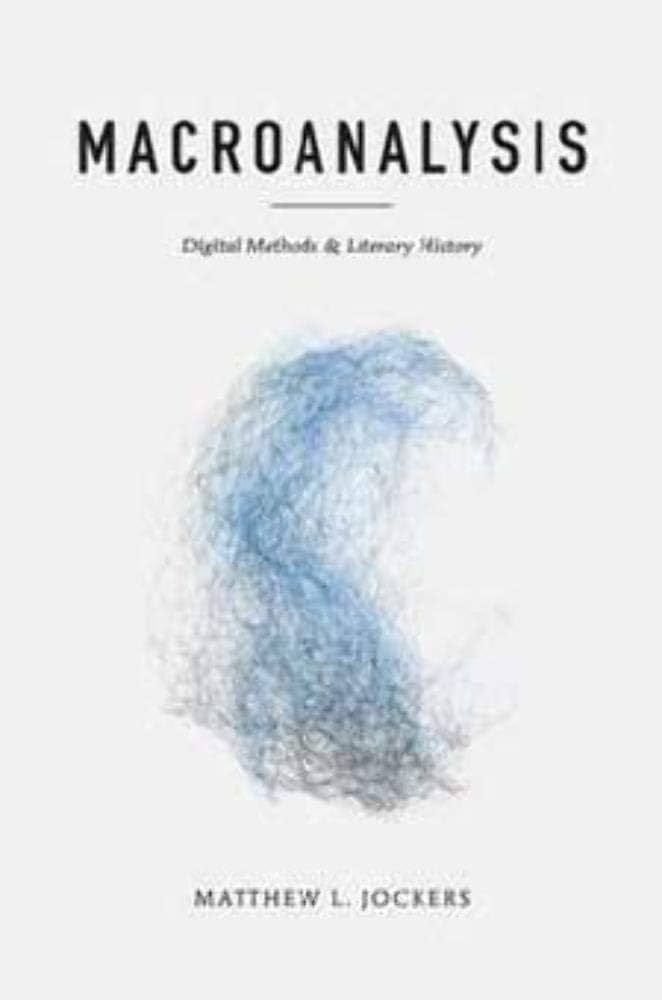 MACROANALYSIS
Digital Methods & Literary History
MATTHEW L. JOCKERS